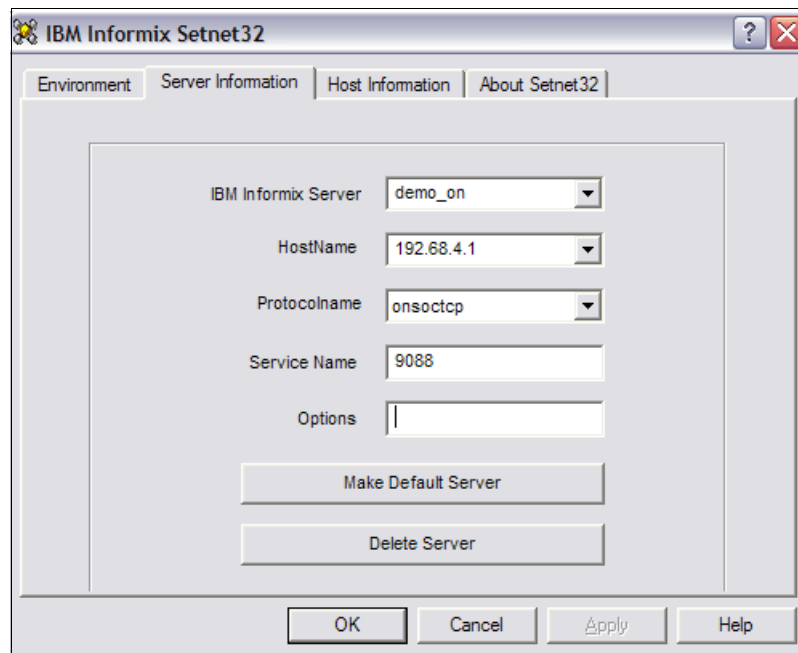 IBM Informix Setnet32
Environment Server Information Host Information About Setnet32
IBM Informix Server demo_on
HostName 192.68.4.1
Protocolname onsoctcp
Service Name 9088
Options
Make Default Server
Delete Server
OK Cancel Apply Help